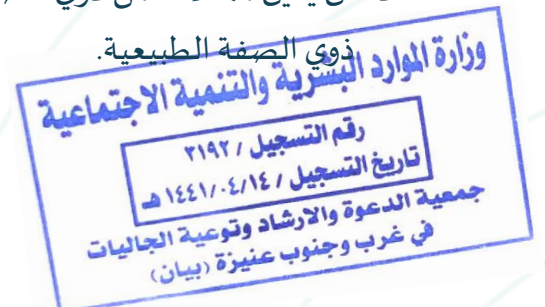 ذوي الصفة الطبيعية.
وزارة الموارد البشرية والتنمية الاجتماعية
رقم التسجيل / ٣١٩٢
تاريخ التسجيل / ١٤٤١/٠٤/١٤ هـ
جمعية الدعوة والارشاد وتوعية الجاليات
في غرب وجنوب عنيزة (بيان)